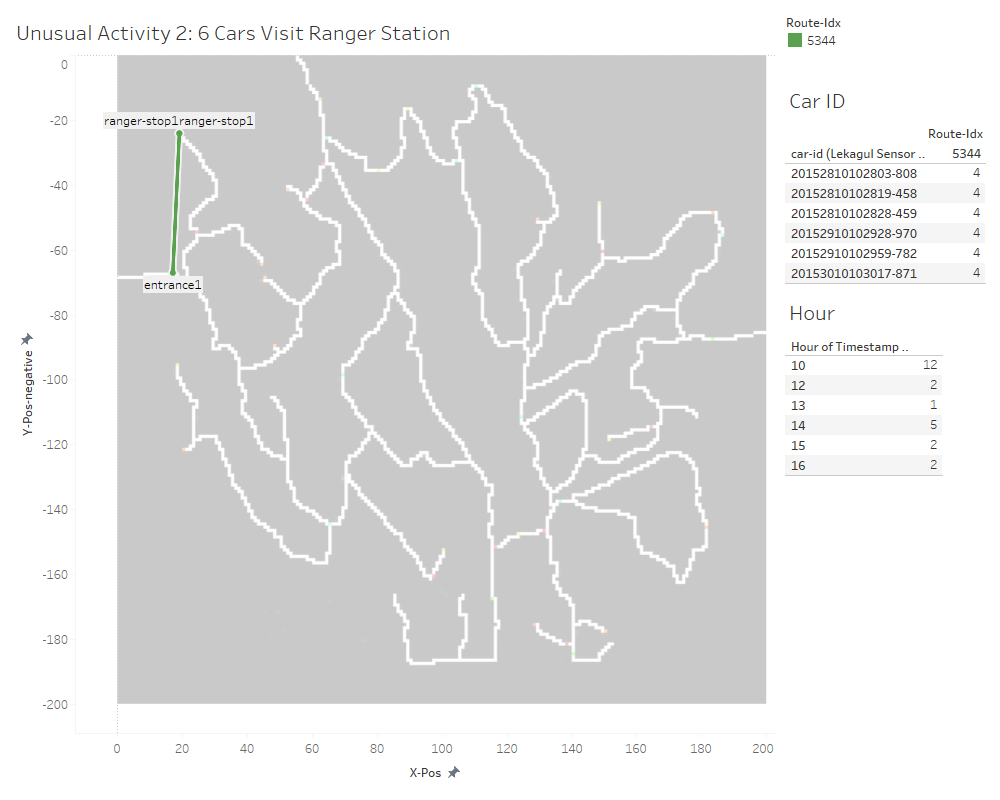 Unusual Activity 2: 6 Cars Visit Ranger Station
Route-Idx
5344
Car ID
Route-Idx
car-id (Lekagul Sensor .. 5344
20152810102803-808 4
20152810102819-458 4
20152810102828-459 4
20152910102928-970 4
20152910102959-782 4
20153010103017-871 4
Hour
Hour of Timestamp ..
10 12
12 2
13 1
14 5
15 2
16 2
ranger-stop1ranger-stop1
entrance1
Y-Pos-negative
0
-20
-40
-60
-80
-100
-120
-140
-160
-180
-200
0 20 40 60 80 100 120 140 160 180 200
X-Pos